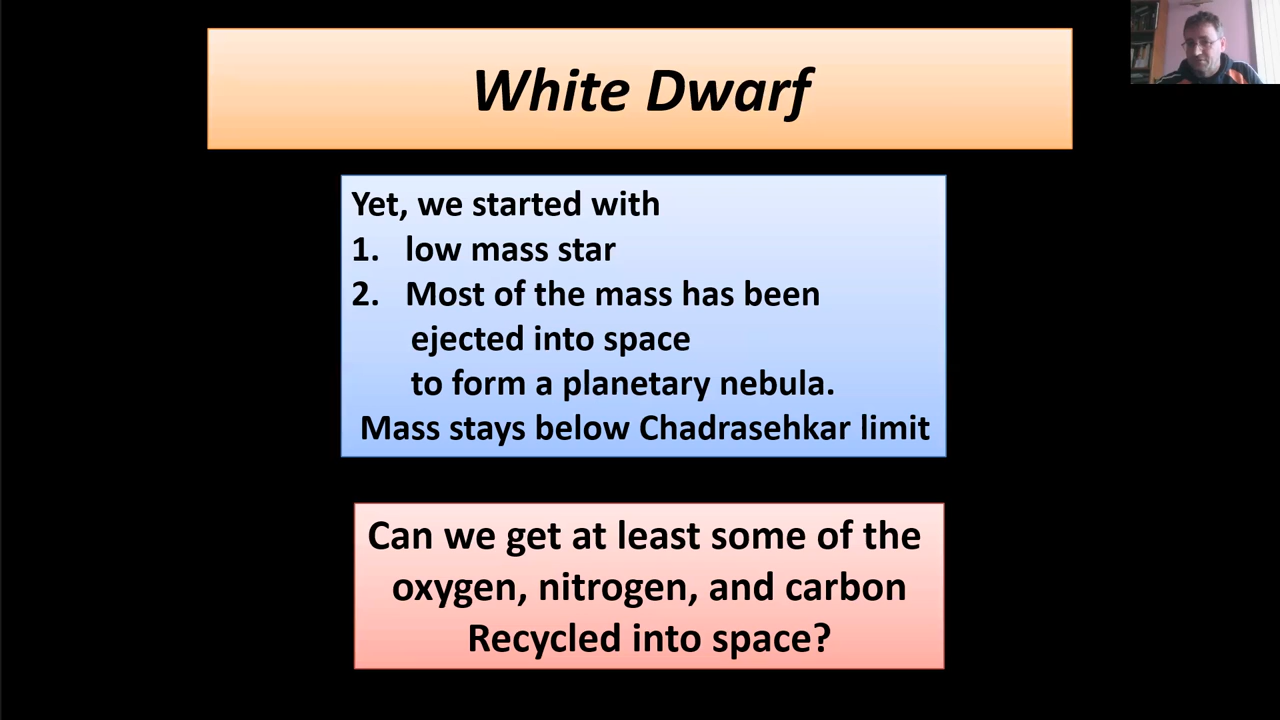 White Dwarf
Yet, we started with
1. low mass star
2. Most of the mass has been
ejected into space
to form a planetary nebula.
Mass stays below Chadrasehkar limit
Can we get at least some of the
oxygen, nitrogen, and carbon
Recycled into space?